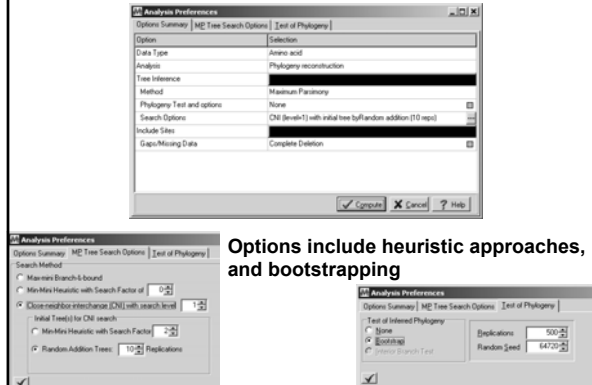 Analysis Preferences
Options Summary | MP Tree Search Options | Test of Phylogeny
Option Selection
Data Type Amino acid
Analysis Phylogeny reconstruction
Tree Inference
Method Maximum Parsimony
Phylogeny Test and options None
Search Options CNI (level=1) with initial tree byRandom addition (10 reps)
Include Sites
Gaps/Missing Data Complete Deletion
Compute Cancel ? Help
Analysis Preferences
Options Summary | MP Tree Search Options | Test of Phylogeny
Search Method
Max-mini Branch-&-bound
Min-Mini Heuristic with Search Factor of 0
Close-neighbor-interchange (CNI) with search level 1
Initial Tree(s) for CNI search
Min-Mini Heuristic with Search Factor 2
Random Addition Trees: 10 Replications
Options include heuristic approaches,
and bootstrapping
Analysis Preferences
Options Summary | MP Tree Search Options | Test of Phylogeny
Test of Inferred Phylogeny
None
Bootstrap
Interior Branch Test
Replications 500
Random Seed 64720